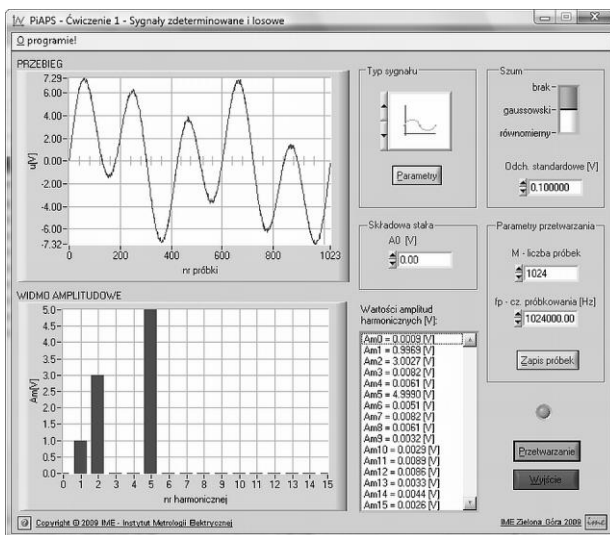 PiAPS - Ćwiczenie 1 - Sygnały zdeterminowane i losowe
O programie!
PRZEBIEG
7.29
6.00
4.00
2.00
0.00
-2.00
-4.00
-6.00
-7.32
u[V]
0 200 400 600 800 1023
nr próbki
WIDMO AMPLITUDOWE
5.0
4.5
4.0
3.5
3.0
2.5
2.0
1.5
1.0
0.5
0.0
Am[V]
0 1 2 3 4 5 6 7 8 9 10 11 12 13 14 15
nr harmonicznej
Typ sygnału
Parametry
Składowa stała
A0 [V]
0.00
Wartości amplitud
harmonicznych [V]:
Am0 = 0.0009 [V]
Am1 = 0.9969 [V]
Am2 = 3.0027 [V]
Am3 = 0.0082 [V]
Am4 = 0.0061 [V]
Am5 = 4.9990 [V]
Am6 = 0.0051 [V]
Am7 = 0.0082 [V]
Am8 = 0.0061 [V]
Am9 = 0.0032 [V]
Am10 = 0.0029 [V]
Am11 = 0.0089 [V]
Am12 = 0.0086 [V]
Am13 = 0.0033 [V]
Am14 = 0.0044 [V]
Am15 = 0.0026 [V]
Szum
brak
gaussowski
równomierny
Odch. standardowe [V]
0.100000
Parametry przetwarzania
M - liczba próbek
1024
fp - cz. próbkowania [Hz]
1024000.00
Zapis próbek
Przetwarzanie
Wyjście
Copyright © 2009 IME - Instytut Metrologii Elektrycznej
IME Zielona Góra 2009
ime